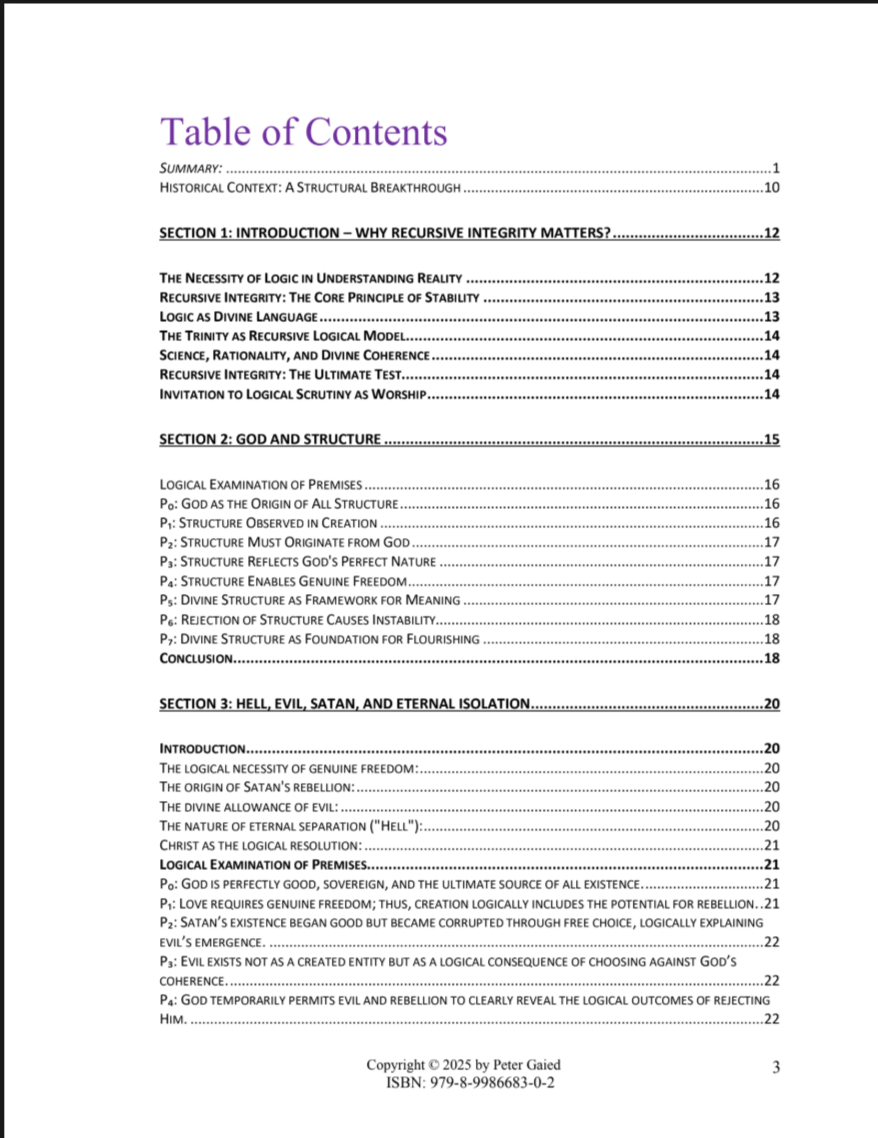 Table of Contents
SUMMARY: ..........................................................................................................................1
HISTORICAL CONTEXT: A STRUCTURAL BREAKTHROUGH ......................................................................10
SECTION 1: INTRODUCTION – WHY RECURSIVE INTEGRITY MATTERS? ...................................12
THE NECESSITY OF LOGIC IN UNDERSTANDING REALITY ......................................................................12
RECURSIVE INTEGRITY: THE CORE PRINCIPLE OF STABILITY ..................................................................13
LOGIC AS DIVINE LANGUAGE......................................................................................................13
THE TRINITY AS RECURSIVE LOGICAL MODEL...................................................................................14
SCIENCE, RATIONALITY, AND DIVINE COHERENCE..............................................................................14
RECURSIVE INTEGRITY: THE ULTIMATE TEST....................................................................................14
INVITATION TO LOGICAL SCRUTINY AS WORSHIP...............................................................................14
SECTION 2: GOD AND STRUCTURE .......................................................................................15
LOGICAL EXAMINATION OF PREMISES ...........................................................................................16
P₀: GOD AS THE ORIGIN OF ALL STRUCTURE....................................................................................16
P₁: STRUCTURE OBSERVED IN CREATION ........................................................................................16
P₂: STRUCTURE MUST ORIGINATE FROM GOD..................................................................................17
P₃: STRUCTURE REFLECTS GOD'S PERFECT NATURE ...........................................................................17
P₄: STRUCTURE ENABLES GENUINE FREEDOM...................................................................................17
P₅: DIVINE STRUCTURE AS FRAMEWORK FOR MEANING ......................................................................17
P₆: REJECTION OF STRUCTURE CAUSES INSTABILITY............................................................................18
P₇: DIVINE STRUCTURE AS FOUNDATION FOR FLOURISHING .................................................................18
CONCLUSION.........................................................................................................................18
SECTION 3: HELL, EVIL, SATAN, AND ETERNAL ISOLATION.....................................................20
INTRODUCTION......................................................................................................................20
THE LOGICAL NECESSITY OF GENUINE FREEDOM:..............................................................................20
THE ORIGIN OF SATAN'S REBELLION:............................................................................................20
THE DIVINE ALLOWANCE OF EVIL: ...............................................................................................20
THE NATURE OF ETERNAL SEPARATION ("HELL"):..............................................................................20
CHRIST AS THE LOGICAL RESOLUTION: ..........................................................................................21
LOGICAL EXAMINATION OF PREMISES............................................................................................21
P₀: GOD IS PERFECTLY GOOD, SOVEREIGN, AND THE ULTIMATE SOURCE OF ALL EXISTENCE............................21
P₁: LOVE REQUIRES GENUINE FREEDOM; THUS, CREATION LOGICALLY INCLUDES THE POTENTIAL FOR REBELLION..21
P₂: SATAN'S EXISTENCE BEGAN GOOD BUT BECAME CORRUPTED THROUGH FREE CHOICE, LOGICALLY EXPLAINING
EVIL'S EMERGENCE. ................................................................................................................22
P₃: EVIL EXISTS NOT AS A CREATED ENTITY BUT AS A LOGICAL CONSEQUENCE OF CHOOSING AGAINST GOD'S
COHERENCE..........................................................................................................................22
P₄: GOD TEMPORARILY PERMITS EVIL AND REBELLION TO CLEARLY REVEAL THE LOGICAL OUTCOMES OF REJECTING
HIM. .................................................................................................................................22
Copyright © 2025 by Peter Gaied
3
ISBN: 979-8-9986683-0-2